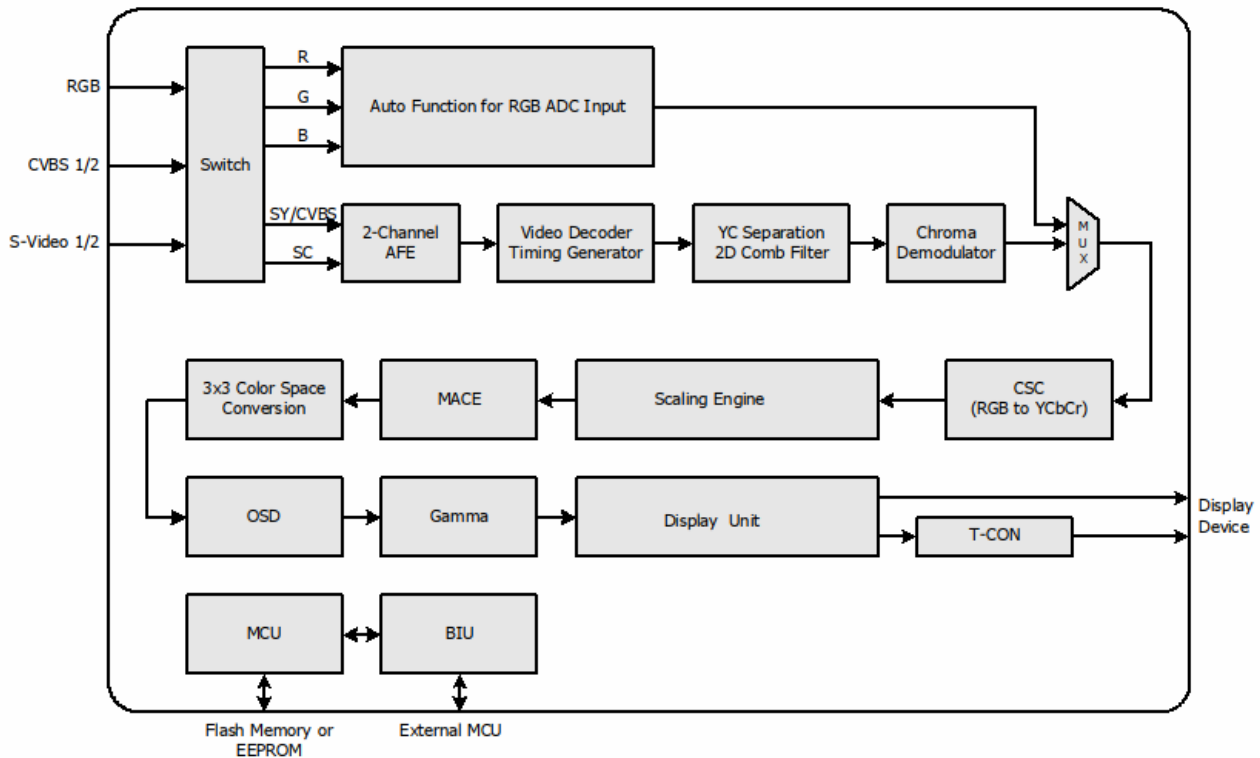 RGB
CVBS 1/2
S-Video 1/2
Switch
R
G
B
SY/CVBS
SC
Auto Function for RGB ADC Input
2-Channel
AFE
Video Decoder
Timing Generator
YC Separation
2D Comb Filter
Chroma
Demodulator
M
U
X
3x3 Color Space
Conversion
MACE
Scaling Engine
CSC
(RGB to YCbCr)
OSD
Gamma
Display Unit
T-CON
Display
Device
MCU
BIU
Flash Memory or
EEPROM
External MCU